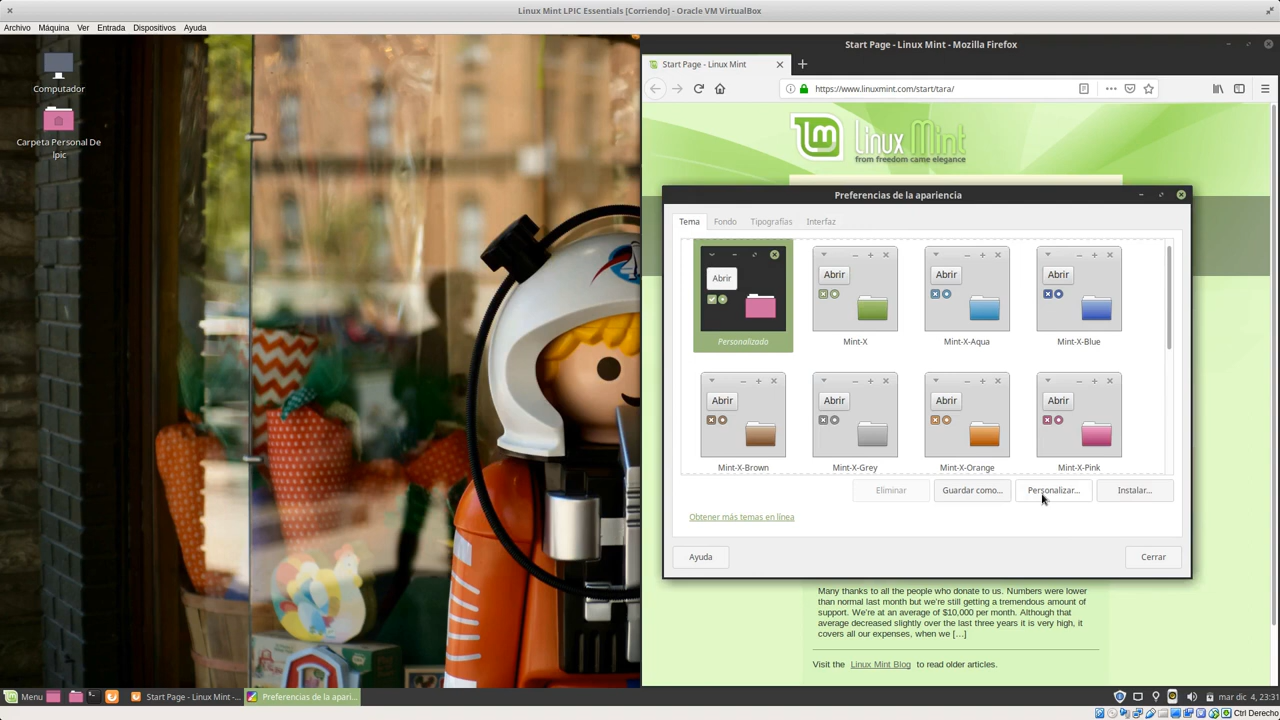 Linux Mint LPIC Essentials [Corriendo] - Oracle VM VirtualBox
Archivo Máquina Ver Entrada Dispositivos Ayuda
Computador
Carpeta Personal De
lpic
Start Page - Linux Mint - Mozilla Firefox
Start Page - Linux Mint
https://www.linuxmint.com/start/tara/
Linux Mint
from freedom came elegance
Preferencias de la apariencia
Tema Fondo Tipografías Interfaz
Abrir Abrir Abrir Abrir
Personalizado Mint-X Mint-X-Aqua Mint-X-Blue
Abrir Abrir Abrir Abrir
Mint-X-Brown Mint-X-Grey Mint-X-Orange Mint-X-Pink
Eliminar Guardar como... Personalizar... Instalar...
Obtener más temas en línea
Ayuda Cerrar
Many thanks to all the people who donate to us. Numbers were lower
than normal last month but we're still getting a tremendous amount of
support. We're at an average of $10,000 per month. Although that
average decreased slightly over the last three years it is very high, it
covers all our expenses, when we […]
Visit the Linux Mint Blog to read older articles.
Menu Start Page - Linux Mint -... Preferencias de la apari... mar dic 4, 23:31
Ctrl Derecho